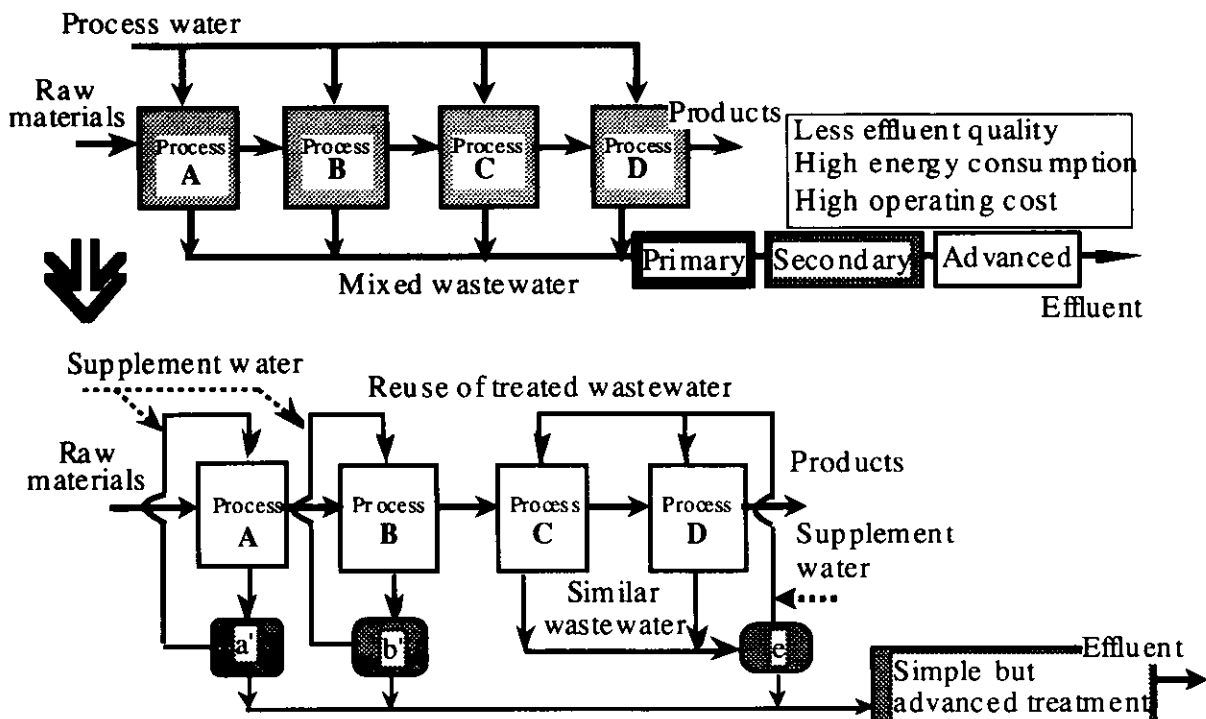 Process water
Raw
materials
Process
A
Process
B
Process
C
Process
D
Products
Less effluent quality
High energy consumption
High operating cost
Mixed wastewater
Primary
Secondary
Advanced
Effluent
Supplement water
Reuse of treated wastewater
Raw
materials
Process
A
Process
B
Process
C
Process
D
Products
Supplement
water
Similar
wastewater
a'
b'
e
Effluent
Simple but
advanced treatment